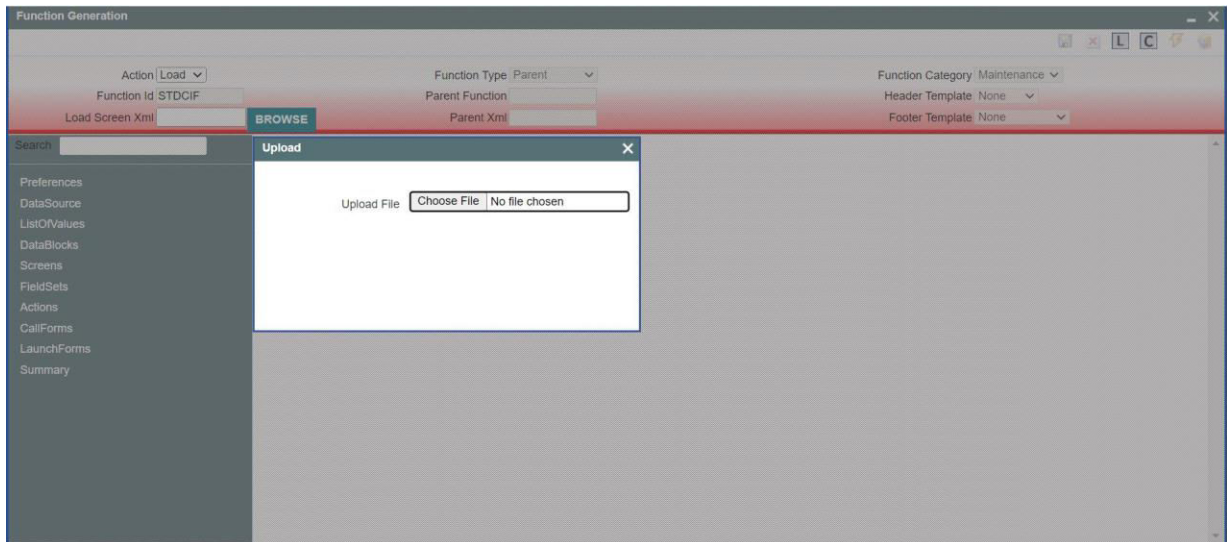 Function Generation
L C
Action Load Function Type Parent Function Category Maintenance
Function Id STDCIF Parent Function Header Template None
Load Screen Xml BROWSE Parent Xml Footer Template None
Search
Upload
Upload File Choose File No file chosen
Preferences
DataSource
ListOfValues
DataBlocks
Screens
FieldSets
Actions
CallForms
LaunchForms
Summary